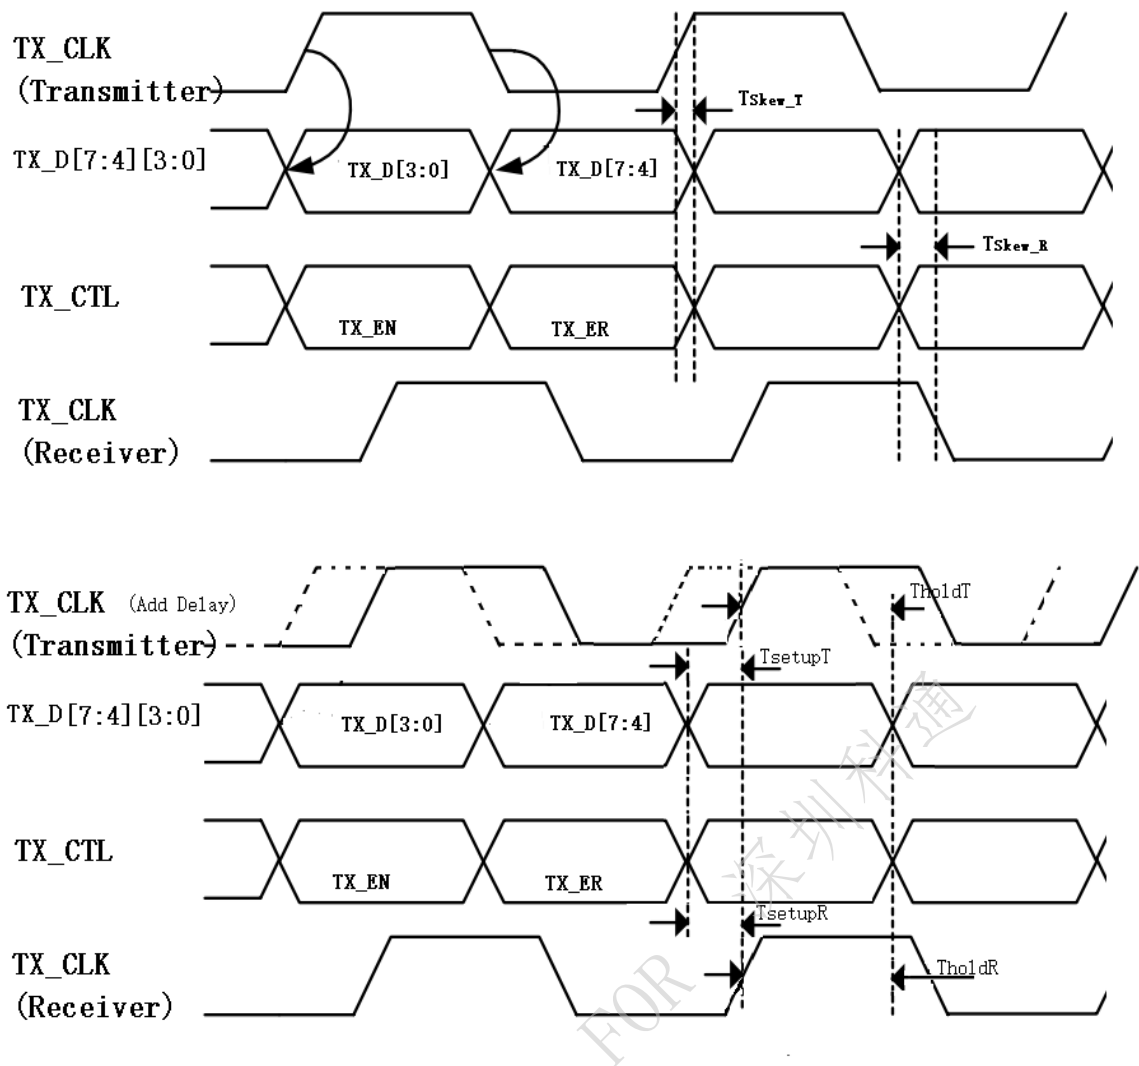 TX_CLK
(Transmitter)
Tskew_T
TX_D[7:4][3:0]
TX_D[3:0]
TX_D[7:4]
Tskew_R
TX_CTL
TX_EN
TX_ER
TX_CLK
(Receiver)
TX_CLK (Add Delay)
(Transmitter)
TholdT
TsetupT
TX_D[7:4][3:0]
TX_D[3:0]
TX_D[7:4]
TX_CTL
TX_EN
TX_ER
TsetupR
TX_CLK
(Receiver)
TholdR
FOR 深圳科通